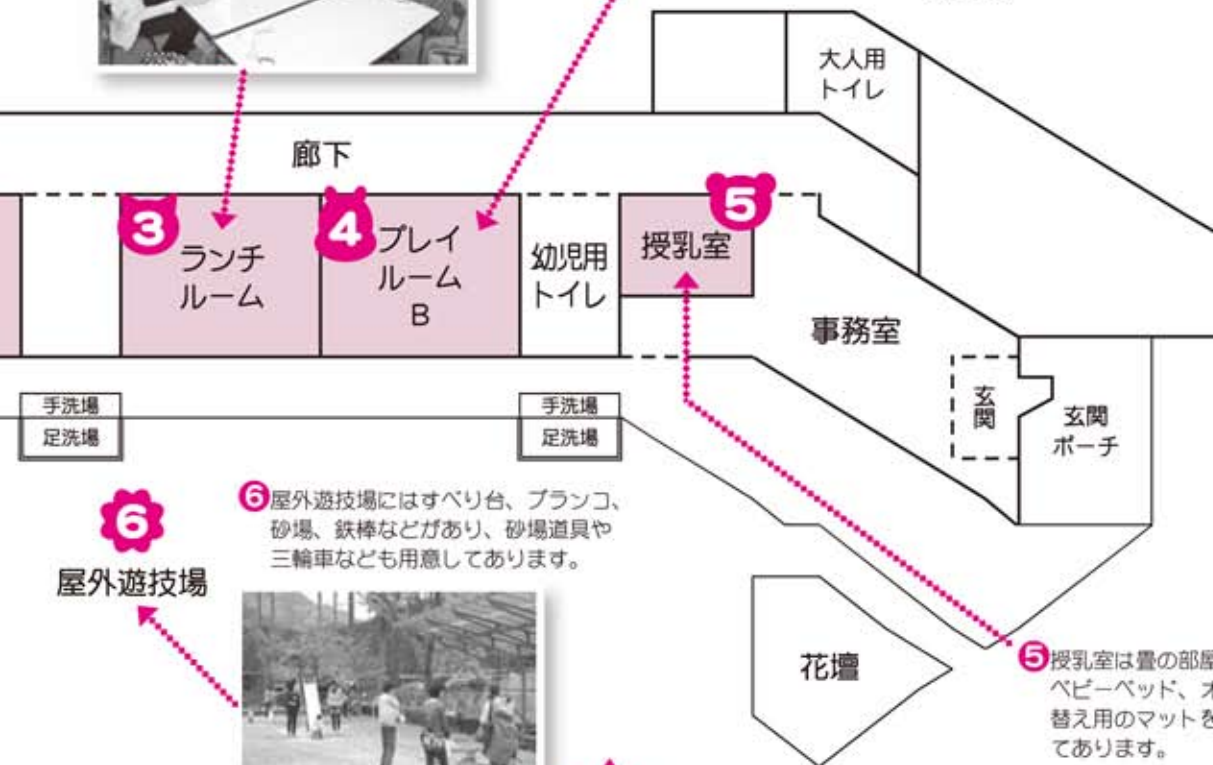 大人用
トイレ
廊下
3
ランチ
ルーム
4
プレイ
ルーム
B
幼児用
トイレ
5
授乳室
事務室
玄関
玄関
ポーチ
手洗場
足洗場
手洗場
足洗場
6
屋外遊技場
6屋外遊技場にはすべり台、ブランコ、
砂場、鉄棒などがあり、砂場道具や
三輪車なども用意してあります。
花壇
5授乳室は畳の部屋
ベビーベッド、オ
替え用のマットを
てあります。